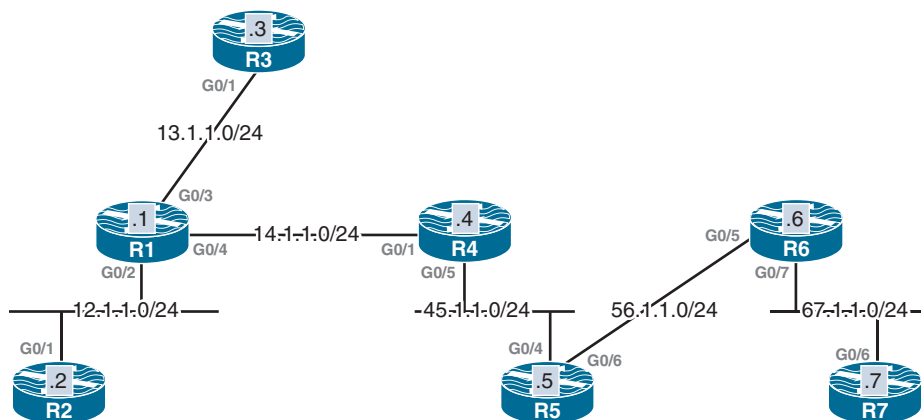 .3
R3
G0/1
13.1.1.0/24
G0/3
.1
R1
G0/4
14.1.1.0/24
G0/1
.4
R4
G0/5
.6
R6
G0/2
G0/5
G0/7
12.1.1.0/24
45.1.1.0/24
56.1.1.0/24
67.1.1.0/24
G0/1
.2
R2
G0/4
.5
R5
G0/6
G0/6
.7
R7